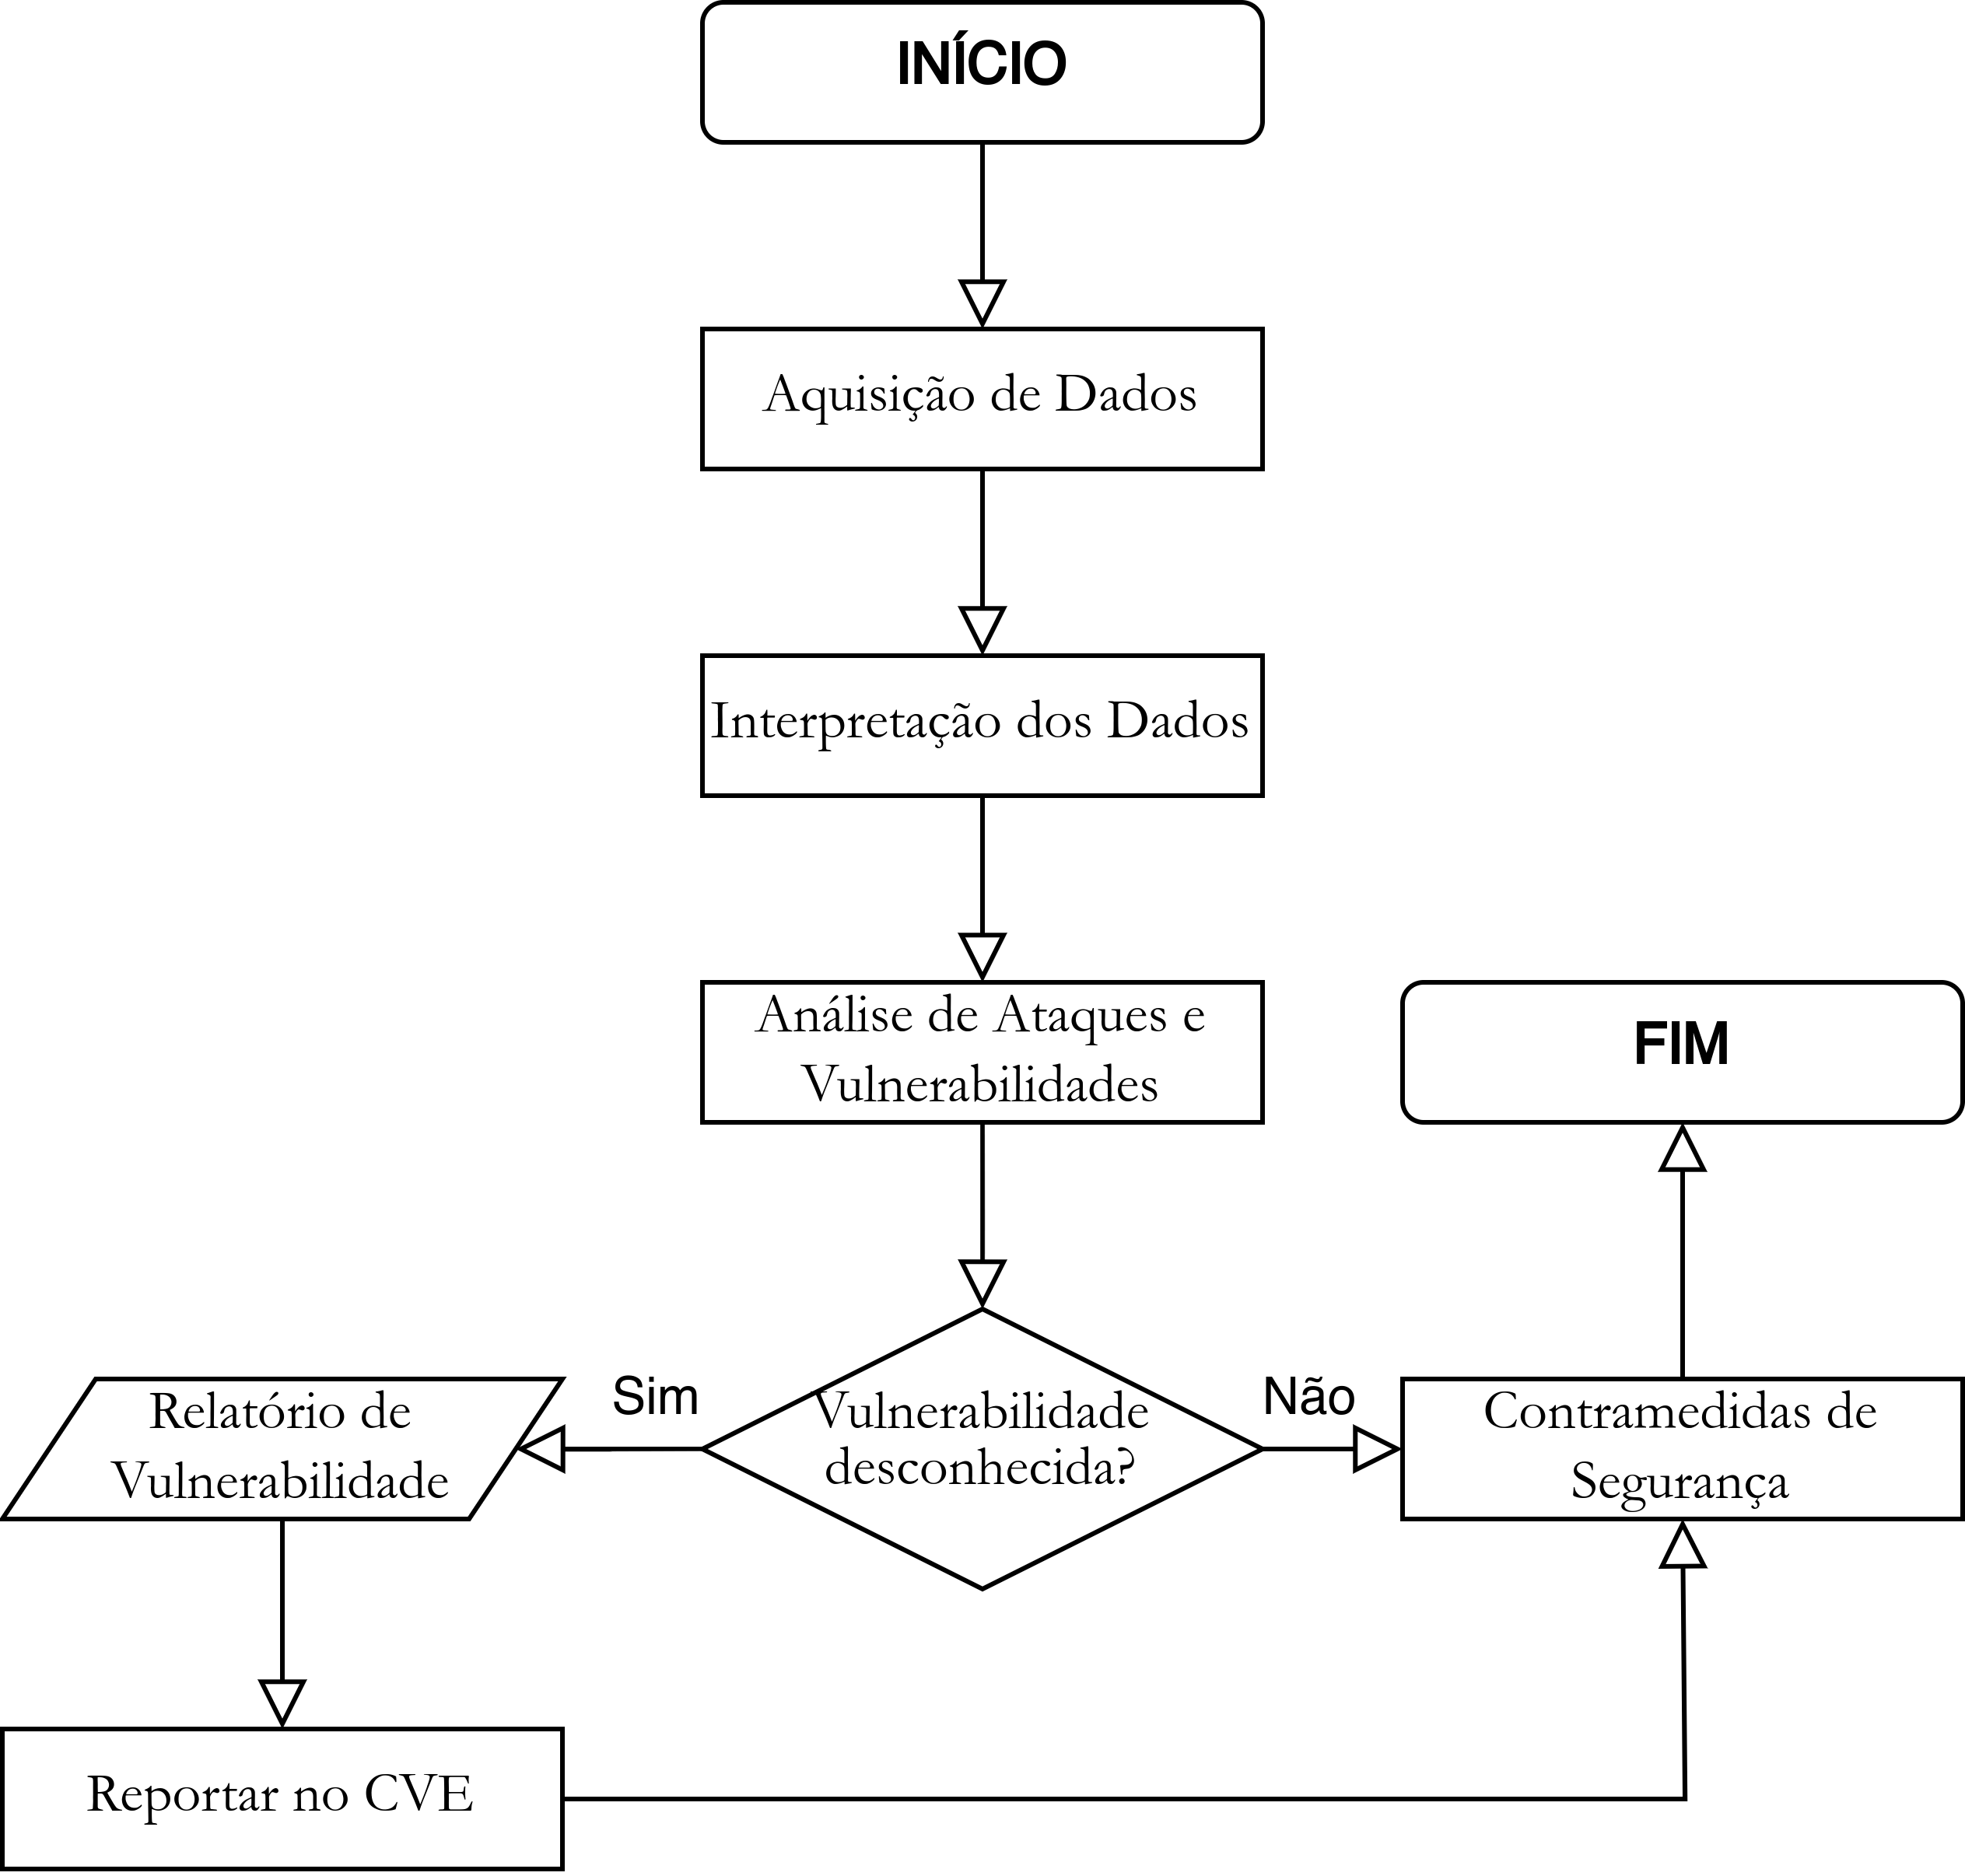 INÍCIO
Aquisição de Dados
Interpretação dos Dados
Análise de Ataques e
Vulnerabilidades
FIM
Sim
Vulnerabilidade
desconhecida?
Não
Relatório de
Vulnerabilidade
Contramedidas de
Segurança
Reportar no CVE